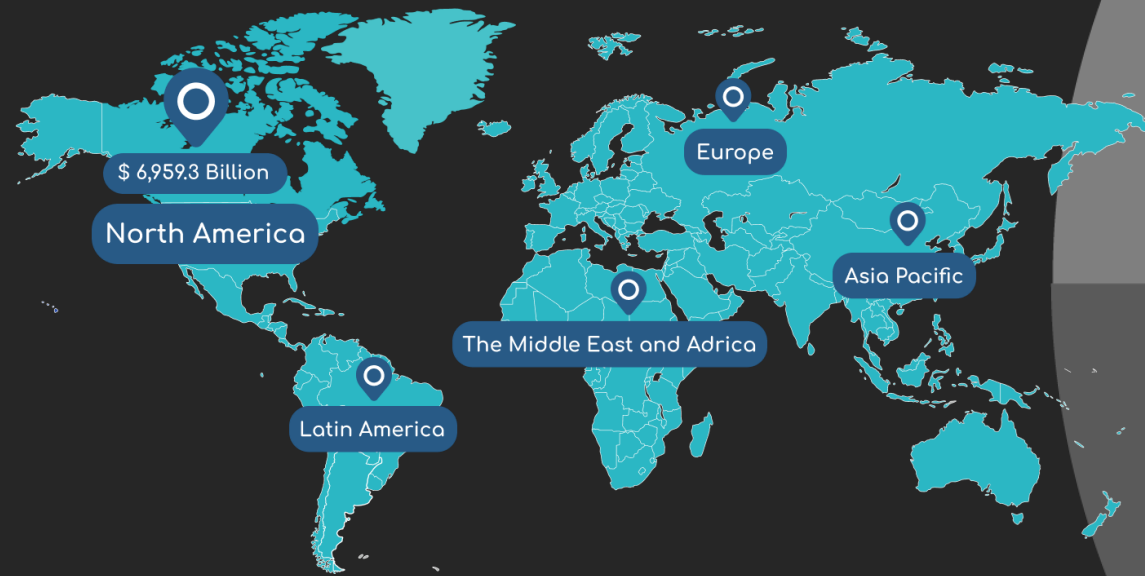 $ 6,959.3 Billion
North America
Europe
Asia Pacific
The Middle East and Adrica
Latin America